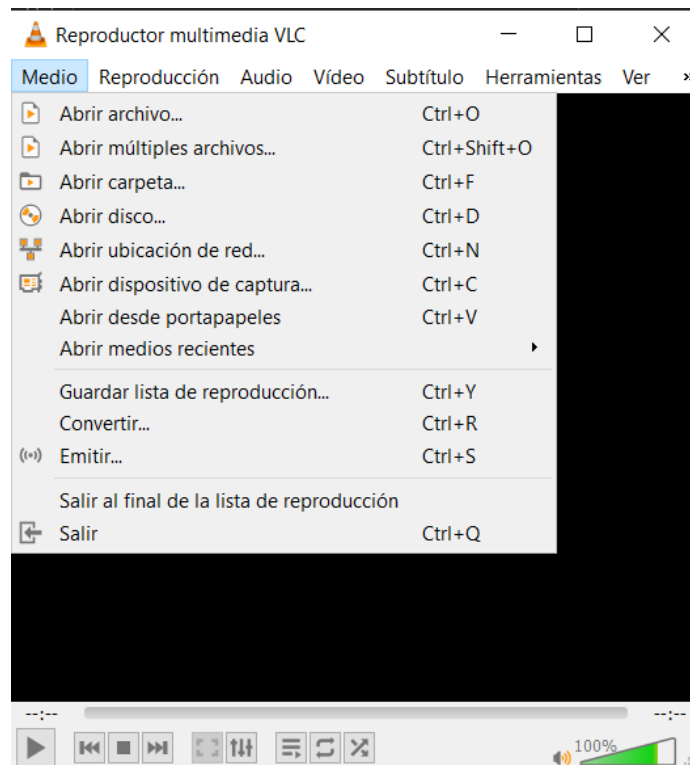 Reproductor multimedia VLC
Medio Reproducción Audio Vídeo Subtítulo Herramientas Ver »
Abrir archivo... Ctrl+O
Abrir múltiples archivos... Ctrl+Shift+O
Abrir carpeta... Ctrl+F
Abrir disco... Ctrl+D
Abrir ubicación de red... Ctrl+N
Abrir dispositivo de captura... Ctrl+C
Abrir desde portapapeles Ctrl+V
Abrir medios recientes
Guardar lista de reproducción... Ctrl+Y
Convertir... Ctrl+R
Emitir... Ctrl+S
Salir al final de la lista de reproducción
Salir Ctrl+Q
--:-- --:--
100%